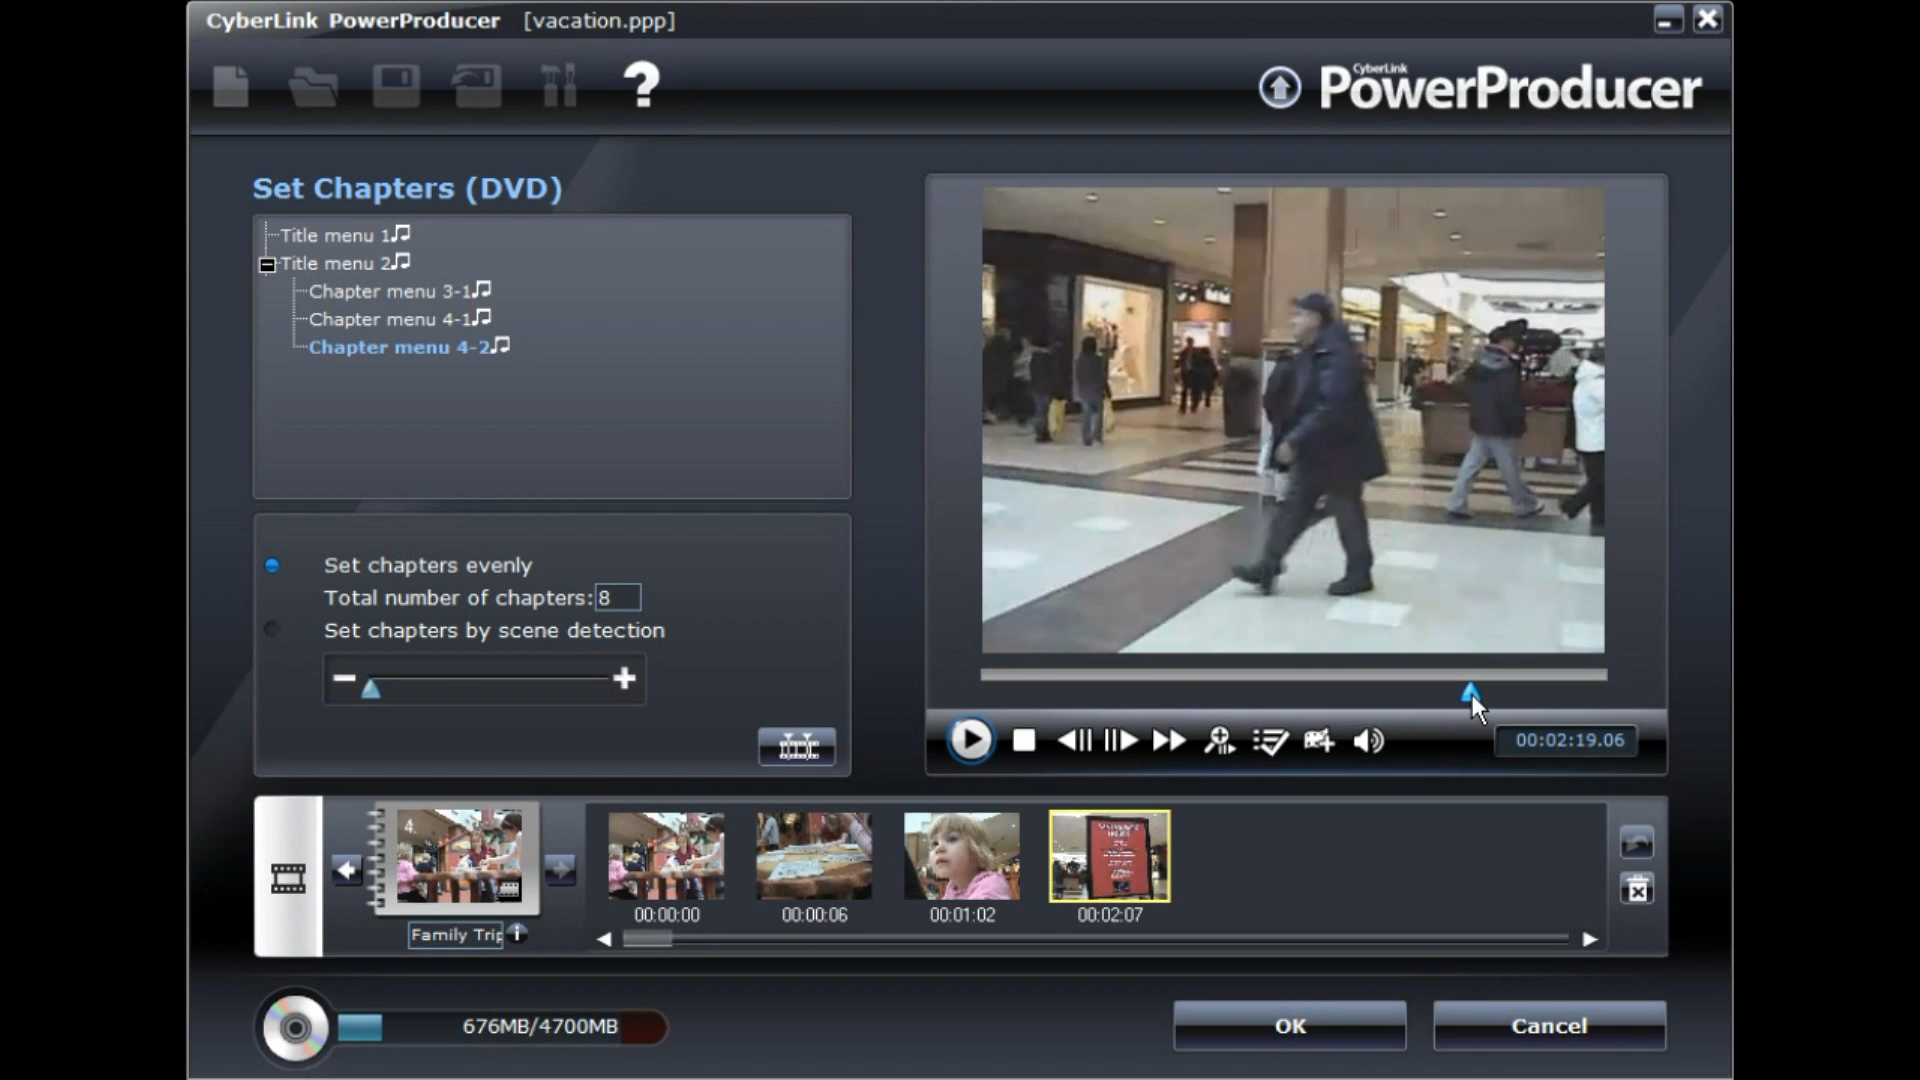 CyberLink PowerProducer [vacation.ppp]
CyberLink
PowerProducer
Set Chapters (DVD)
Title menu 1
Title menu 2
Chapter menu 3-1
Chapter menu 4-1
Chapter menu 4-2
Set chapters evenly
Total number of chapters: 8
Set chapters by scene detection
00:02:19.06
4.
Family Trip
00:00:00
00:00:06
00:01:02
00:02:07
676MB/4700MB
OK
Cancel